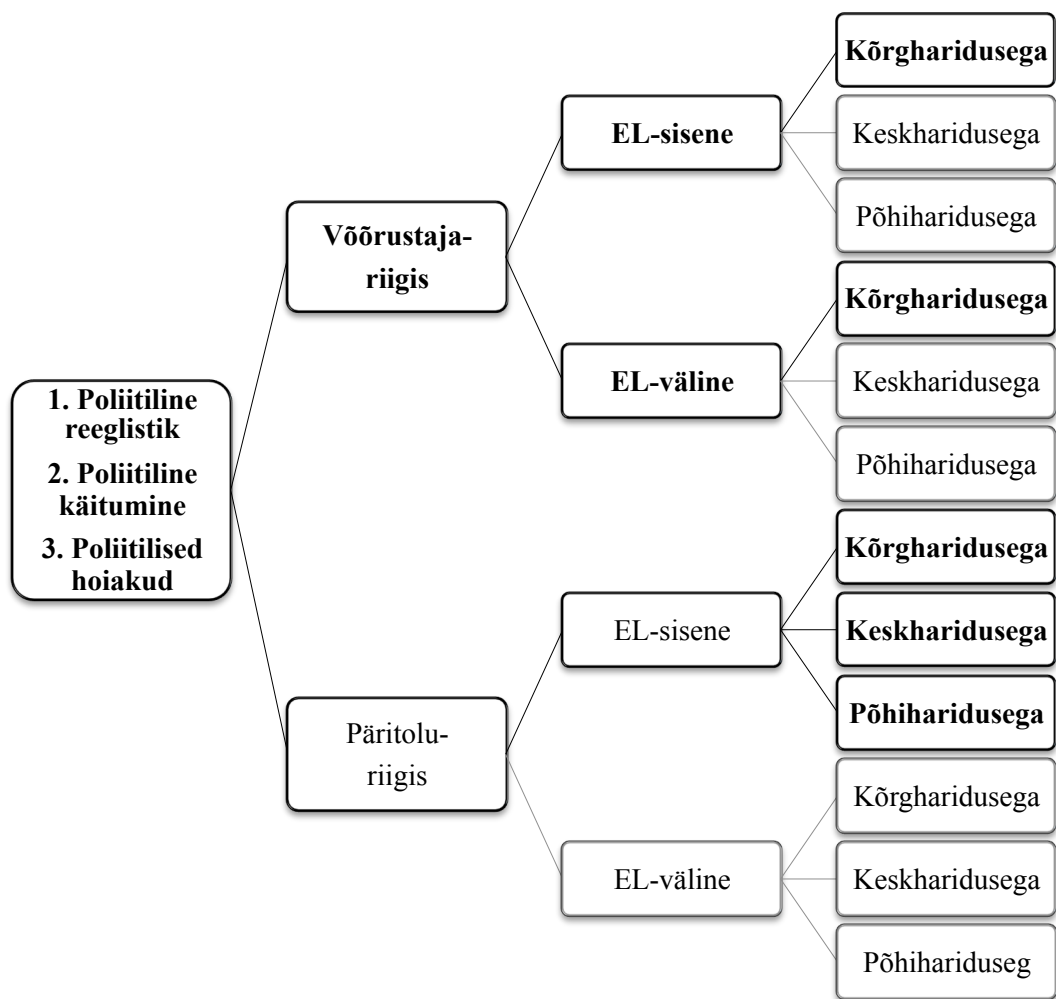 1. Poliitiline
reeglistik
2. Poliitiline
käitumine
3. Poliitilised
hoiakud
Võõrustaja-
riigis
EL-sisene
Kõrgharidusega
Keskharidusega
Põhiharidusega
EL-väline
Kõrgharidusega
Keskharidusega
Põhiharidusega
Päritolu-
riigis
EL-sisene
Kõrgharidusega
Keskharidusega
Põhiharidusega
EL-väline
Kõrgharidusega
Keskharidusega
Põhihariduseg